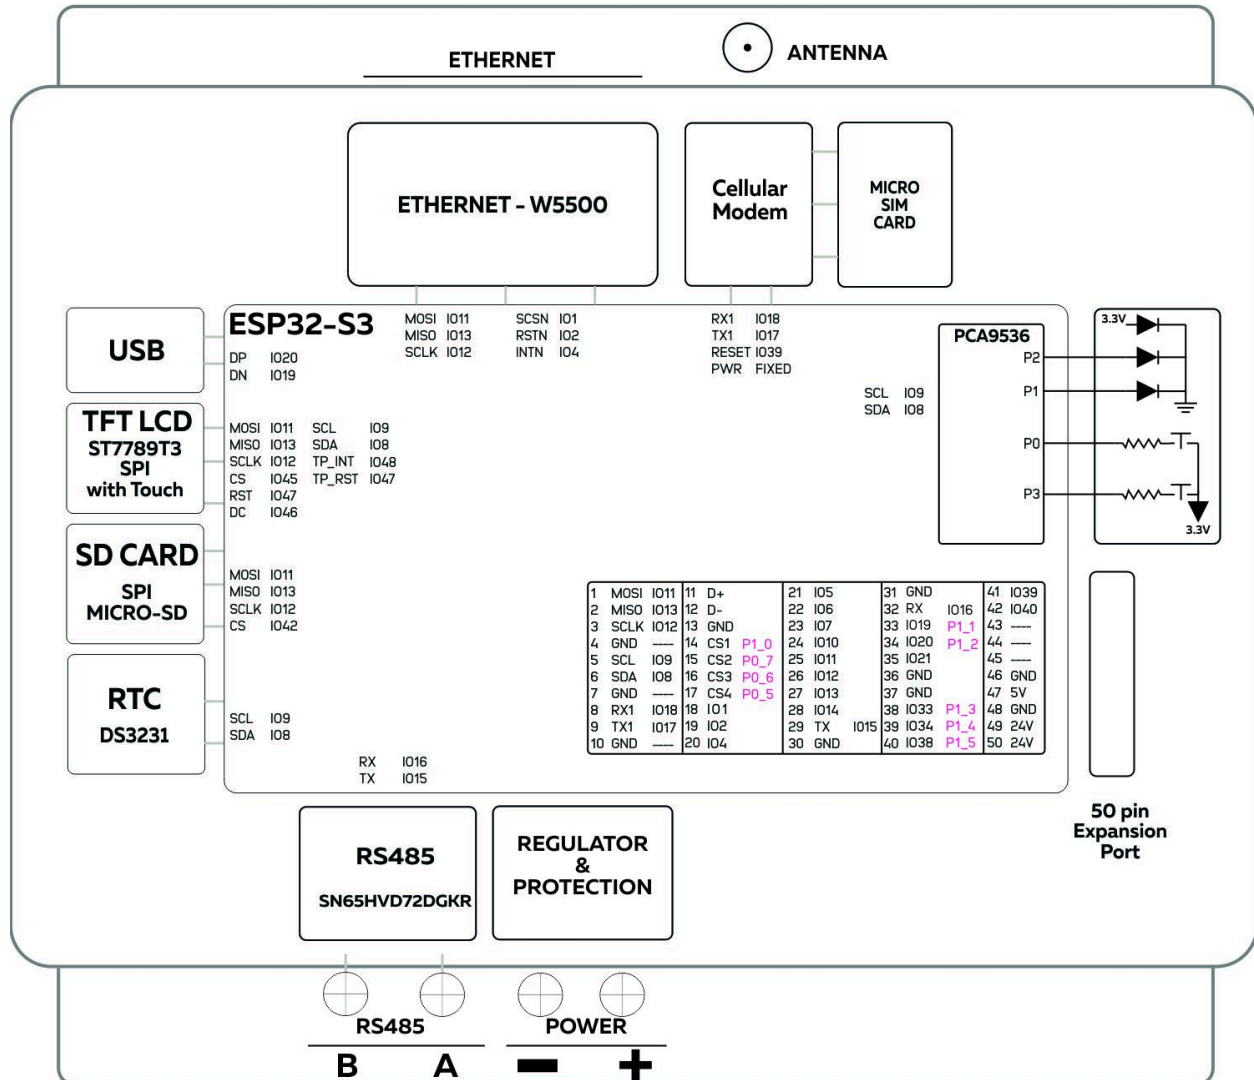 ETHERNET
ANTENNA
ETHERNET - W5500
Cellular
Modem
MICRO
SIM
CARD
USB
ESP32-S3
DP IO20
DN IO19
MOSI IO11
MISO IO13
SCLK IO12
SCSN IO1
RSTN IO2
INTN IO4
RX1 IO18
TX1 IO17
RESET IO39
PWR FIXED
PCA9536
P2
P1
P0
P3
3.3V
3.3V
SCL IO9
SDA IO8
TFT LCD
ST7789T3
SPI
with Touch
MOSI IO11 SCL IO9
MISO IO13 SDA IO8
SCLK IO12 TP_INT IO48
CS IO45 TP_RST IO47
RST IO47
DC IO46
SD CARD
SPI
MICRO-SD
MOSI IO11
MISO IO13
SCLK IO12
CS IO42
RTC
DS3231
SCL IO9
SDA IO8
1 MOSI IO11 11 D+ 21 IO5 31 GND 41 IO39
2 MISO IO13 12 D- 22 IO6 32 RX IO16 42 IO40
3 SCLK IO12 13 GND 23 IO7 33 IO19 P1_1 43 ----
4 GND ---- 14 CS1 P1_0 24 IO10 34 IO20 P1_2 44 ----
5 SCL IO9 15 CS2 P0_7 25 IO11 35 IO21 45 ----
6 SDA IO8 16 CS3 P0_6 26 IO12 36 GND 46 GND
7 GND ---- 17 CS4 P0_5 27 IO13 37 GND 47 5V
8 RX1 IO18 18 IO1 28 IO14 38 IO33 P1_3 48 GND
9 TX1 IO17 19 IO2 29 TX IO15 39 IO34 P1_4 49 24V
10 GND ---- 20 IO4 30 GND 40 IO38 P1_5 50 24V
RX IO16
TX IO15
50 pin
Expansion
Port
RS485
SN65HVD72DGKR
REGULATOR
&
PROTECTION
RS485
POWER
B A − +